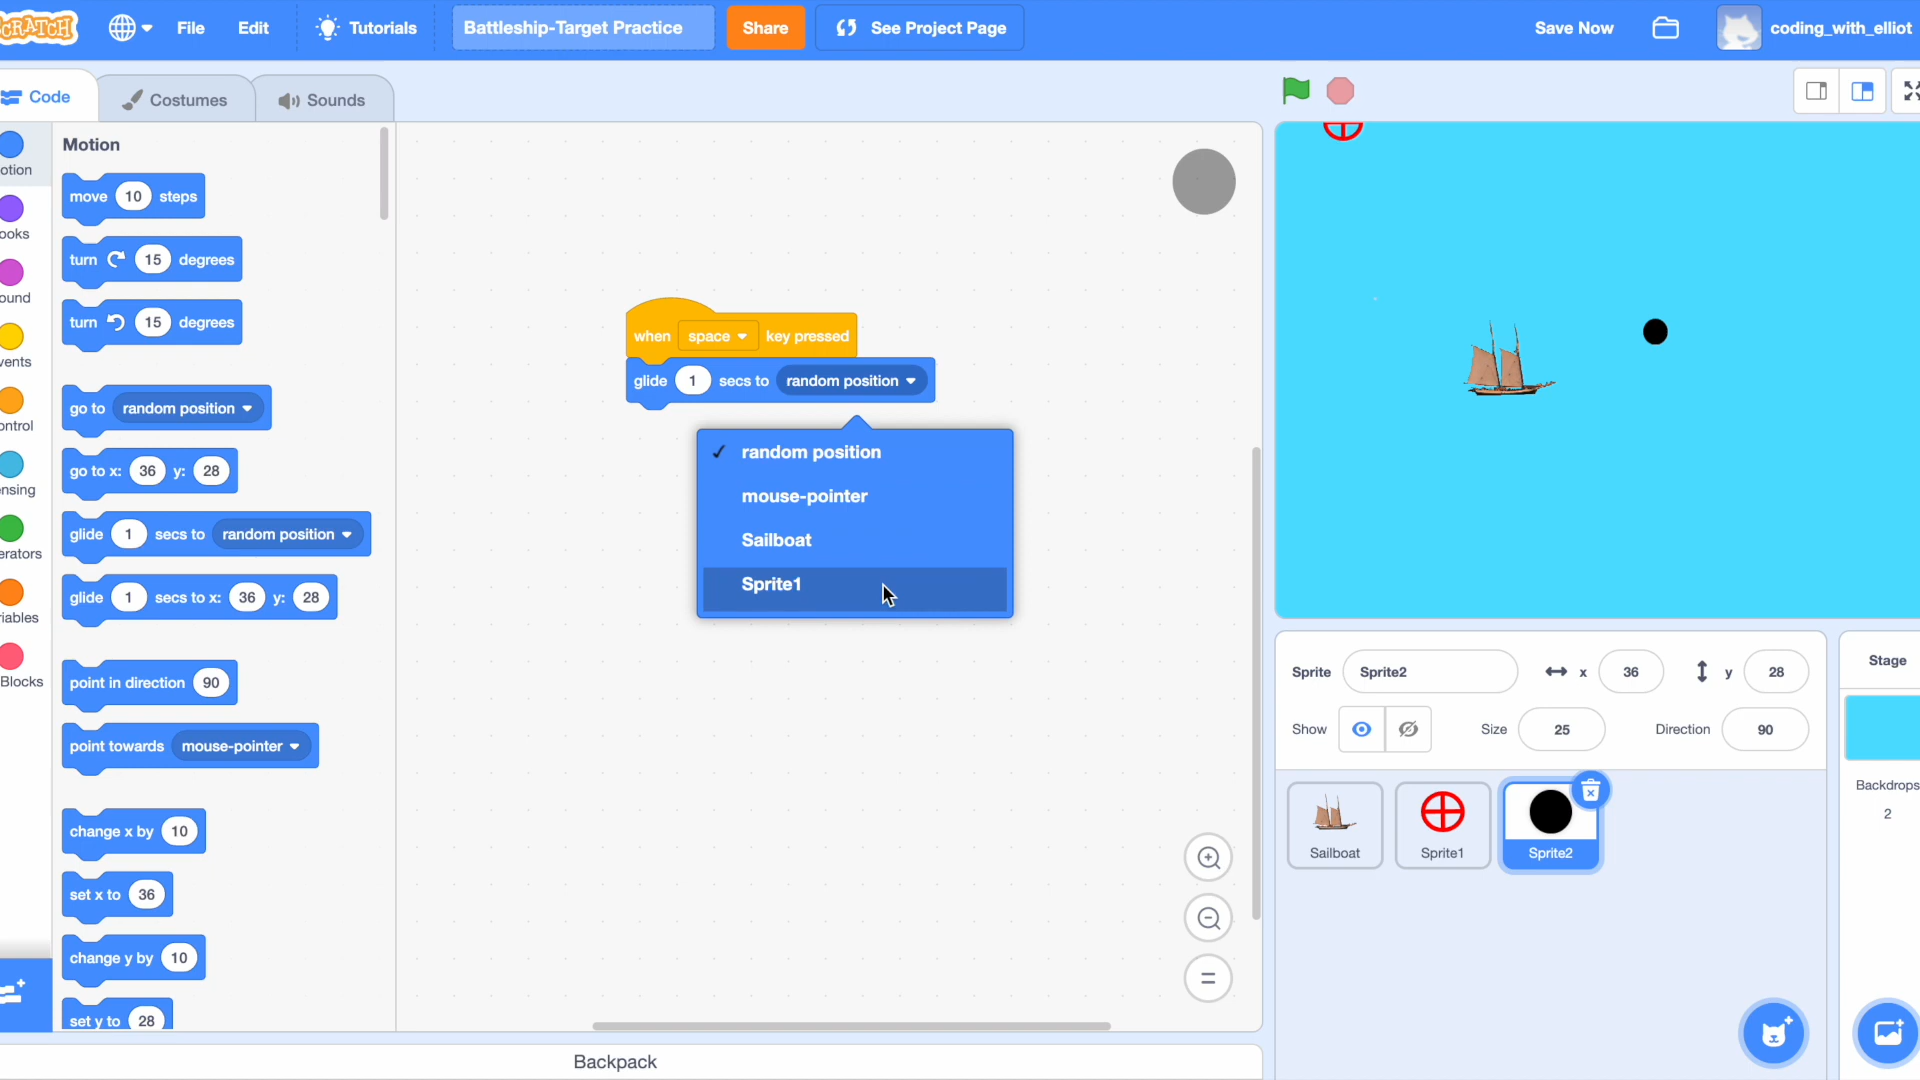 SCRATCH
File
Edit
Tutorials
Battleship-Target Practice
Share
See Project Page
Save Now
coding_with_elliot
Code
Costumes
Sounds
otion
ooks
ound
vents
ontrol
ensing
erators
riables
Blocks
Motion
move 10 steps
turn 15 degrees
turn 15 degrees
go to random position
go to x: 36 y: 28
glide 1 secs to random position
glide 1 secs to x: 36 y: 28
point in direction 90
point towards mouse-pointer
change x by 10
set x to 36
change y by 10
set y to 28
when space key pressed
glide 1 secs to random position
✓ random position
mouse-pointer
Sailboat
Sprite1
Backpack
Sprite Sprite2 x 36 y 28
Show Size 25 Direction 90
Sailboat
Sprite1
Sprite2
Stage
Backdrops
2